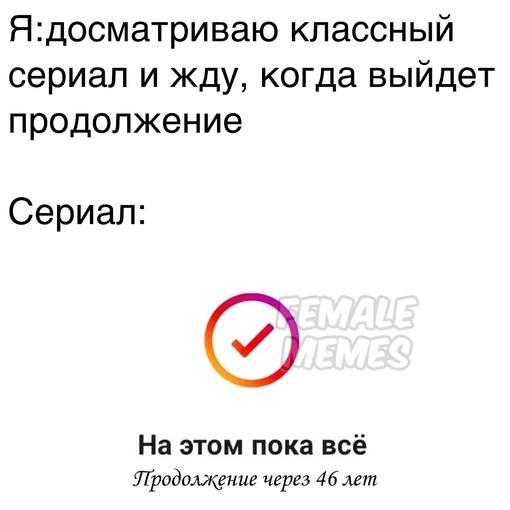 Я:досматриваю классный
сериал и жду, когда выйдет
продолжение
Сериал:
FEMALE
MEMES
На этом пока всё
Продолжение через 46 лет